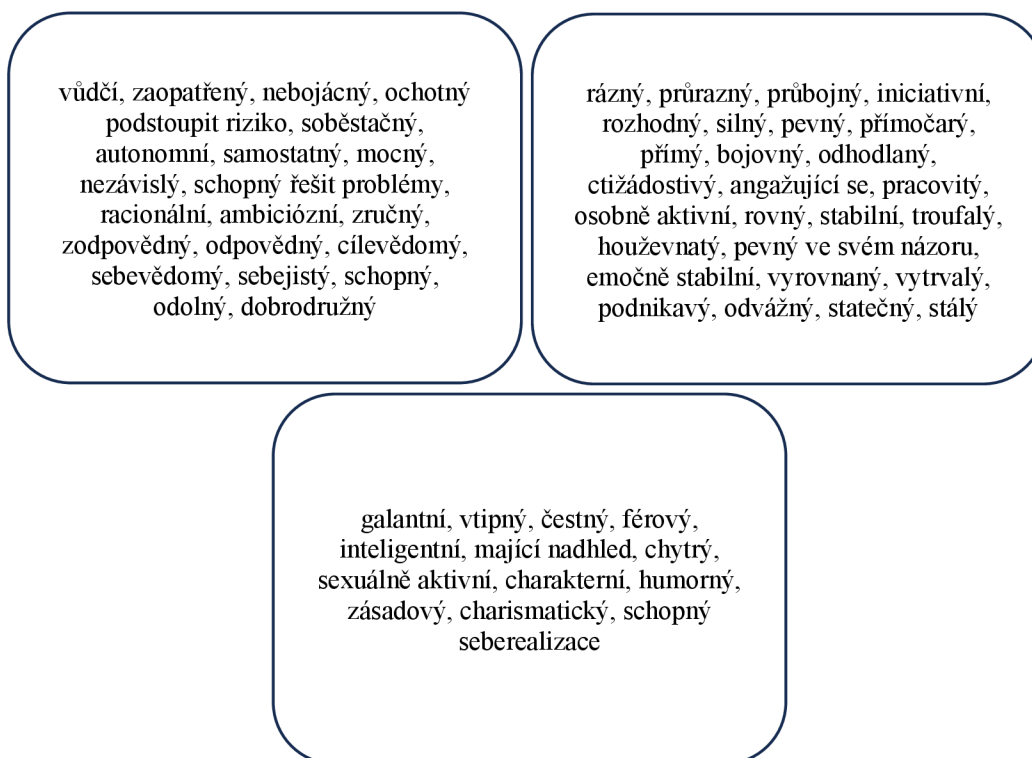 vůdčí, zaopatřený, nebojácný, ochotný
podstoupit riziko, soběstačný,
autonomní, samostatný, mocný,
nezávislý, schopný řešit problémy,
racionální, ambiciózní, zručný,
zodpovědný, odpovědný, cílevědomý,
sebevědomý, sebejistý, schopný,
odolný, dobrodružný
rázný, průrazný, průbojný, iniciativní,
rozhodný, silný, pevný, přímočarý,
přímý, bojovný, odhodlaný,
ctižádostivý, angažující se, pracovitý,
osobně aktivní, rovný, stabilní, troufalý,
houževnatý, pevný ve svém názoru,
emočně stabilní, vyrovnaný, vytrvalý,
podnikavý, odvážný, statečný, stálý
galantní, vtipný, čestný, férový,
inteligentní, mající nadhled, chytrý,
sexuálně aktivní, charakterní, humorný,
zásadový, charismatický, schopný
seberealizace